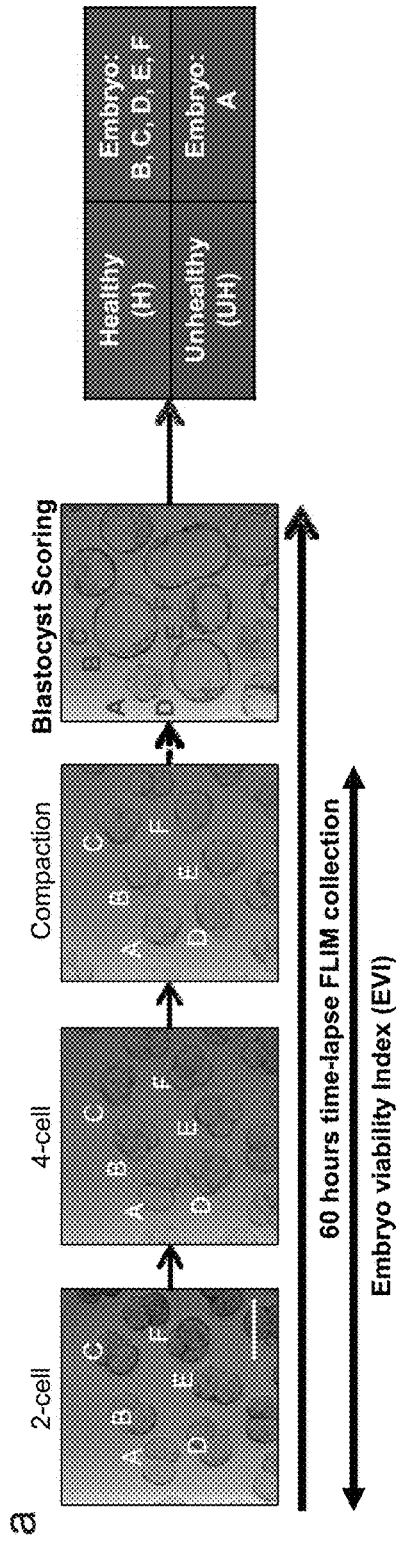 a
2-cell
4-cell
Compaction
Blastocyst Scoring
A
B
C
D
E
F
A
B
C
D
E
F
A
B
C
D
E
F
A
B
D
E
Healthy
(H)
Embryo:
B, C, D, E, F
Unhealthy
(UH)
Embryo:
A
60 hours time-lapse FLIM collection
Embryo viability Index (EVI)